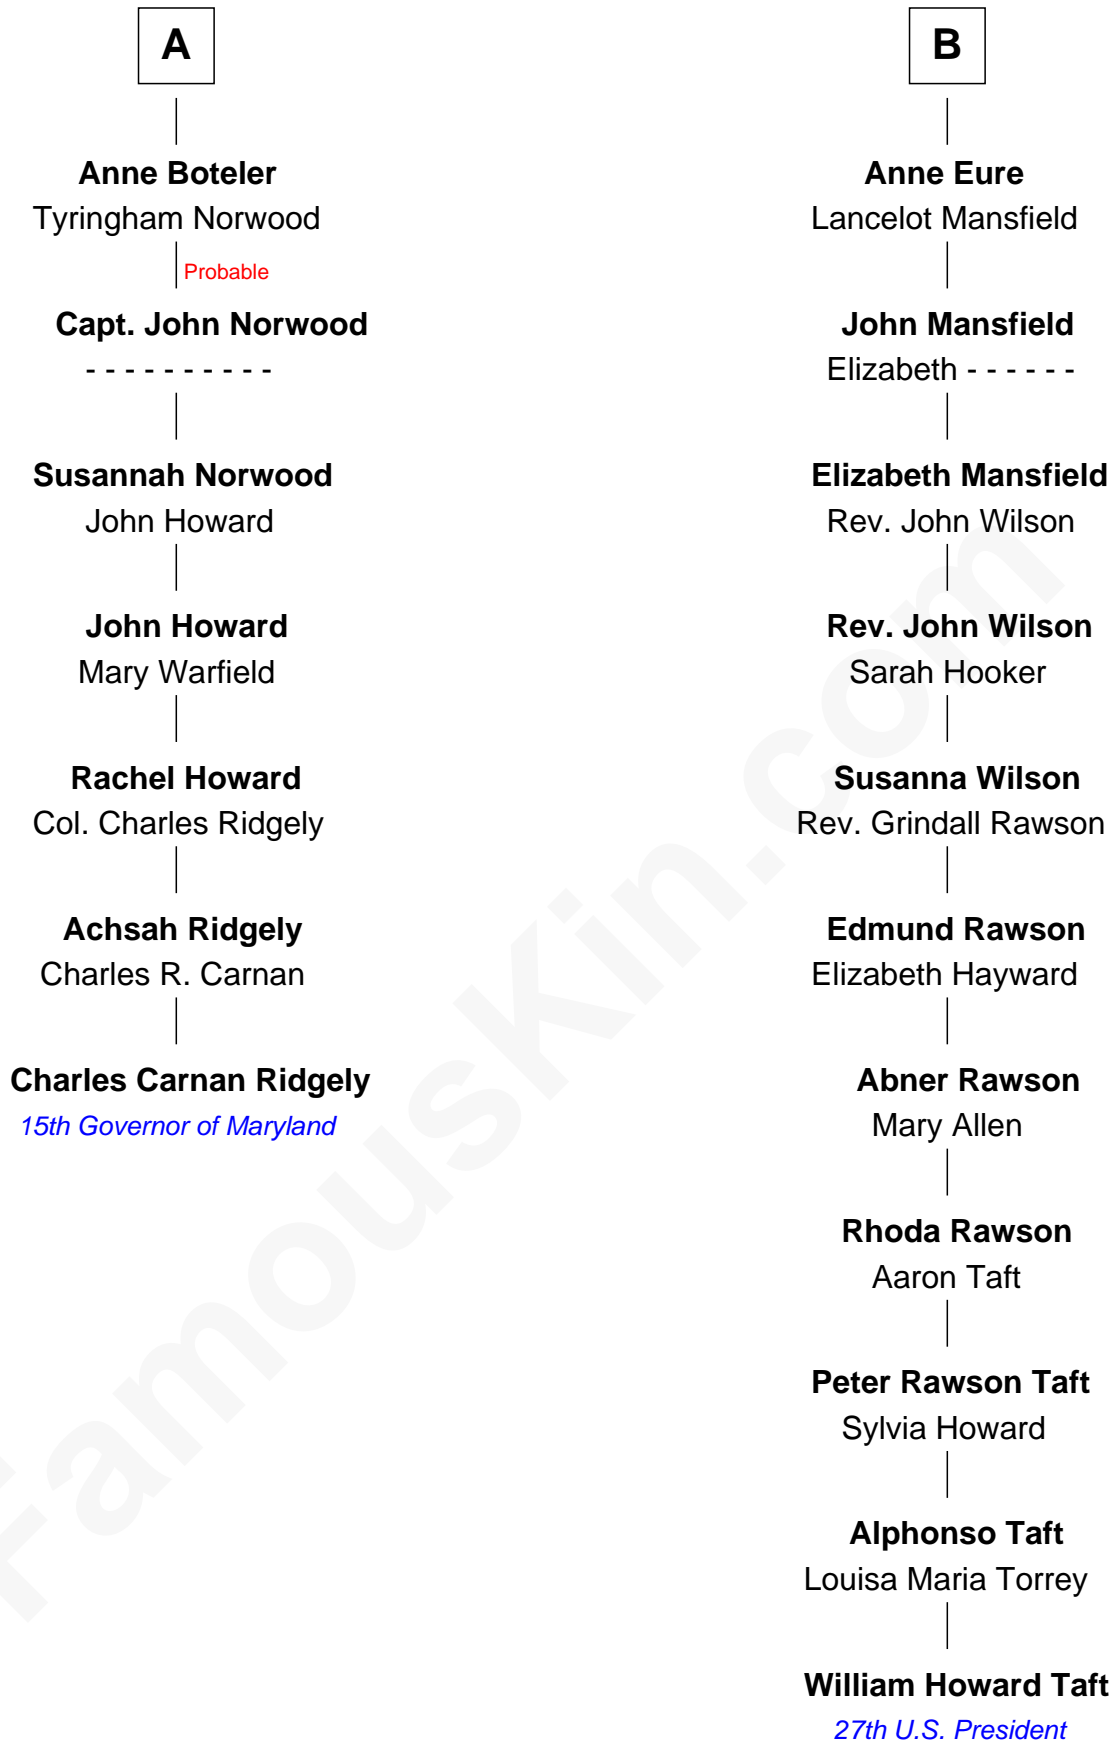 A
Anne Boteler
Tyringham Norwood
Probable
Capt. John Norwood
- - - - - - - - - -
Susannah Norwood
John Howard
John Howard
Mary Warfield
Rachel Howard
Col. Charles Ridgely
Achsah Ridgely
Charles R. Carnan
Charles Carnan Ridgely
15th Governor of Maryland
B
Anne Eure
Lancelot Mansfield
John Mansfield
Elizabeth - - - - - -
Elizabeth Mansfield
Rev. John Wilson
Rev. John Wilson
Sarah Hooker
Susanna Wilson
Rev. Grindall Rawson
Edmund Rawson
Elizabeth Hayward
Abner Rawson
Mary Allen
Rhoda Rawson
Aaron Taft
Peter Rawson Taft
Sylvia Howard
Alphonso Taft
Louisa Maria Torrey
William Howard Taft
27th U.S. President
FamousKin.com